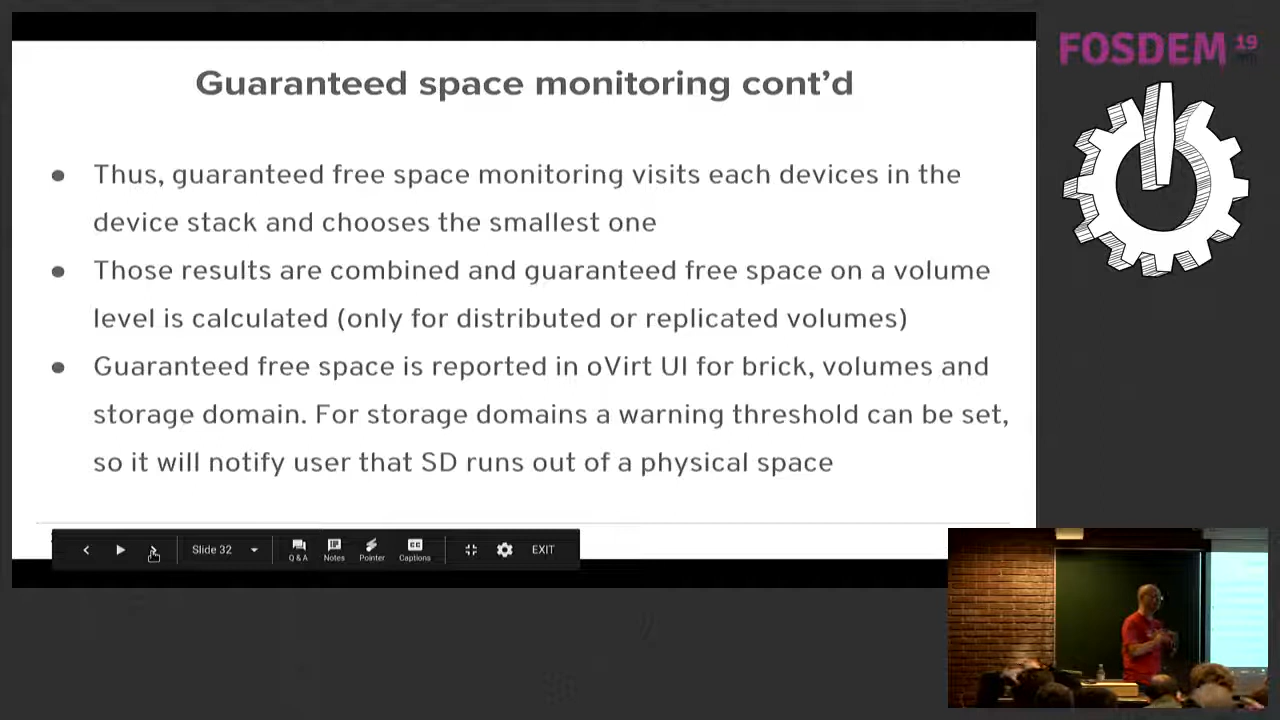 Guaranteed space monitoring cont'd
● Thus, guaranteed free space monitoring visits each devices in the
device stack and chooses the smallest one
● Those results are combined and guaranteed free space on a volume
level is calculated (only for distributed or replicated volumes)
● Guaranteed free space is reported in oVirt UI for brick, volumes and
storage domain. For storage domains a warning threshold can be set,
so it will notify user that SD runs out of a physical space
Slide 32
Q & A
Notes
Pointer
CC
Captions
EXIT
FOSDEM 19